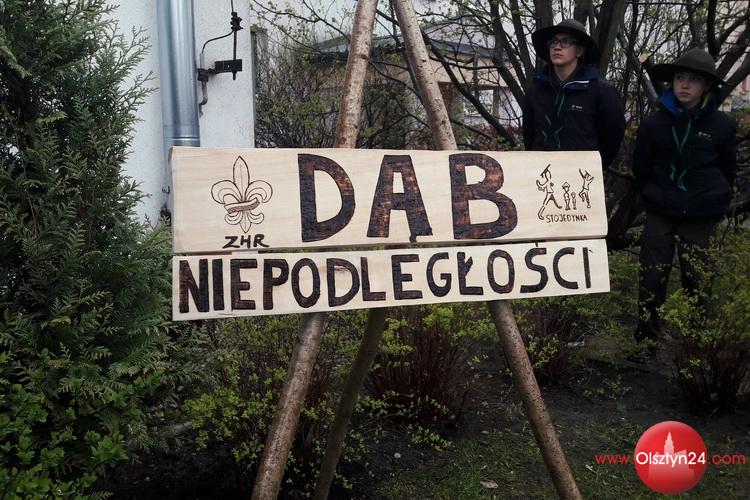 DĄB
ZHR
STOJEDYNKA
NIEPODLEGŁOŚCI
www.Olsztyn24.com